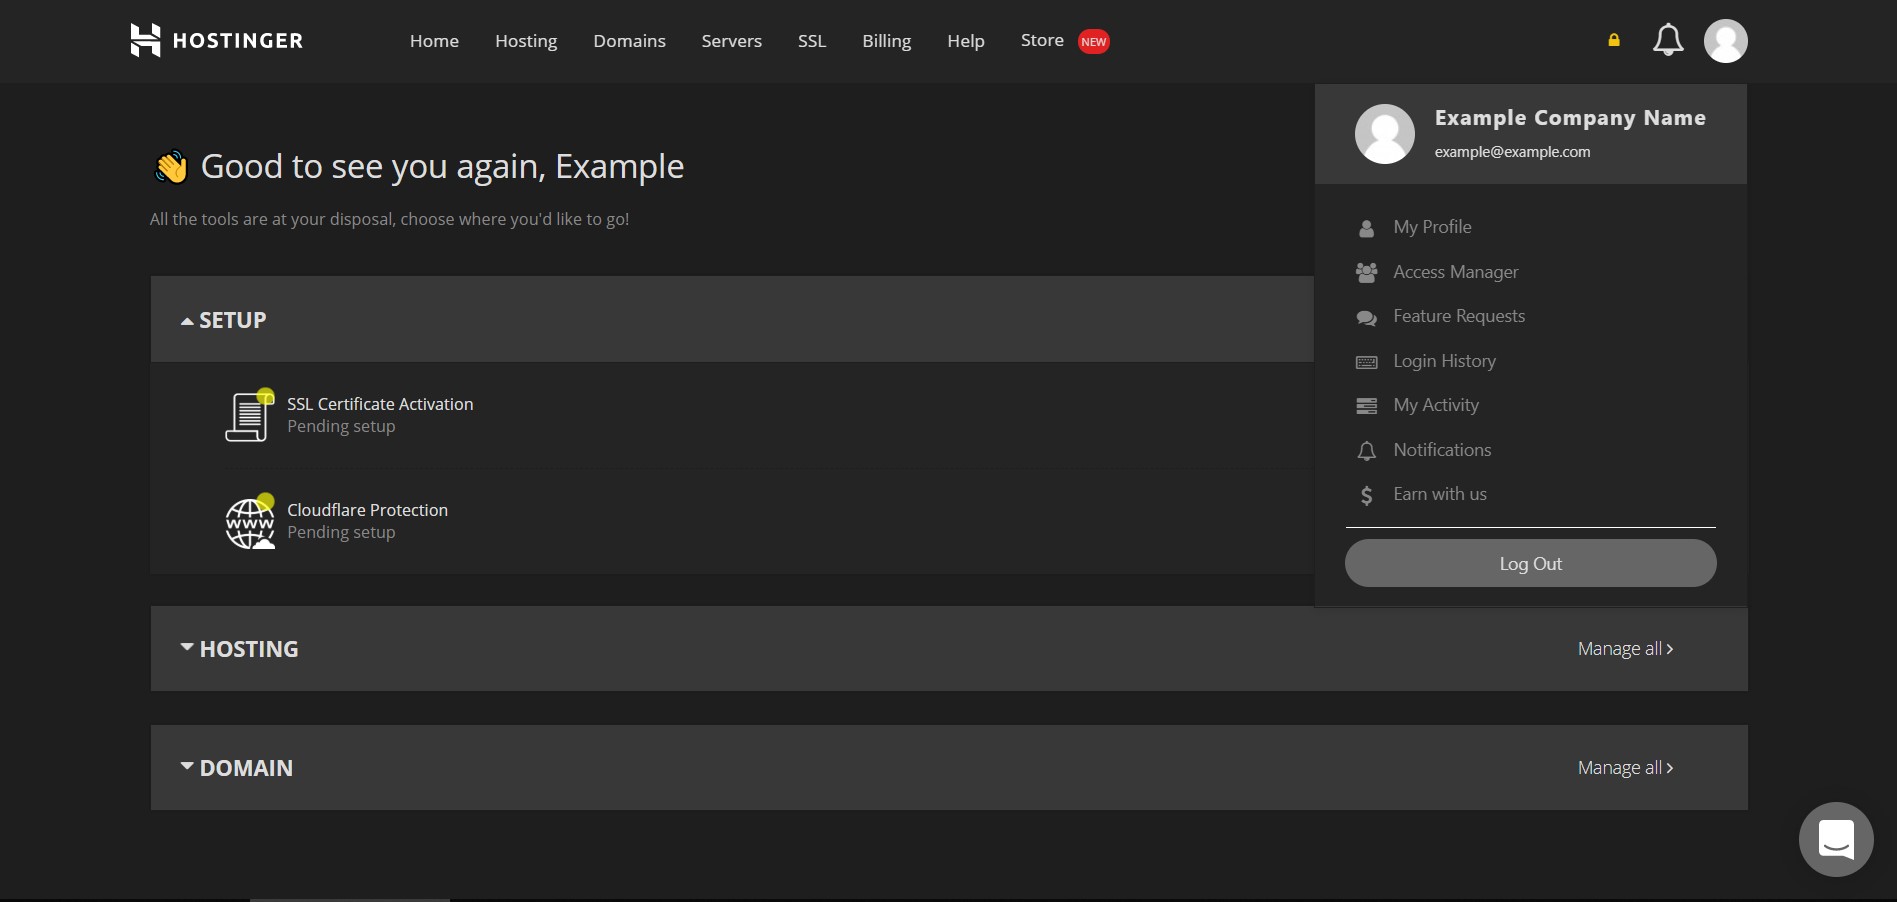 HOSTINGER
Home Hosting Domains Servers SSL Billing Help Store NEW
Example Company Name
example@example.com
Good to see you again, Example
All the tools are at your disposal, choose where you'd like to go!
My Profile
Access Manager
Feature Requests
Login History
My Activity
Notifications
Earn with us
Log Out
SETUP
SSL Certificate Activation
Pending setup
WWW
Cloudflare Protection
Pending setup
HOSTING Manage all
DOMAIN Manage all